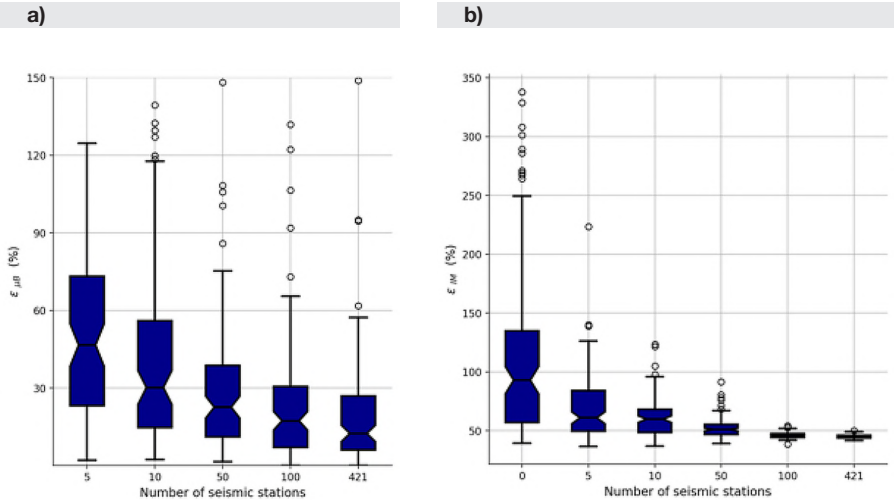 a)
150
120
90
60
30
ε μB (%)
5 10 50 100 421
Number of seismic stations
b)
350
300
250
200
150
100
50
ε IM (%)
0 5 10 50 100 421
Number of seismic stations